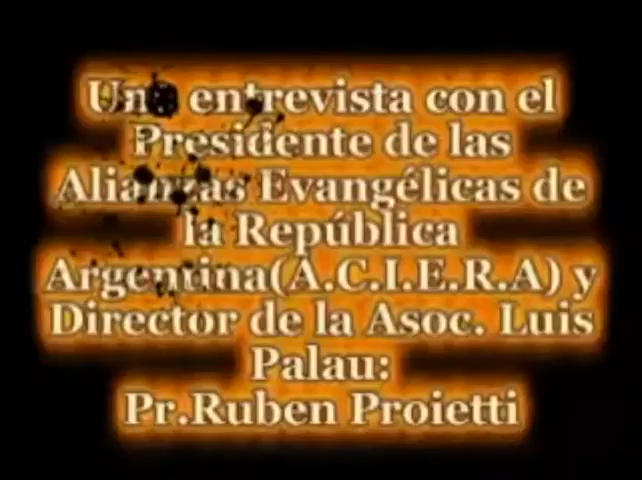 Una entrevista con el
Presidente de las
Alianzas Evangélicas de
la República
Argentina(A.C.I.E.R.A) y
Director de la Asoc. Luis
Palau:
Pr.Ruben Proietti